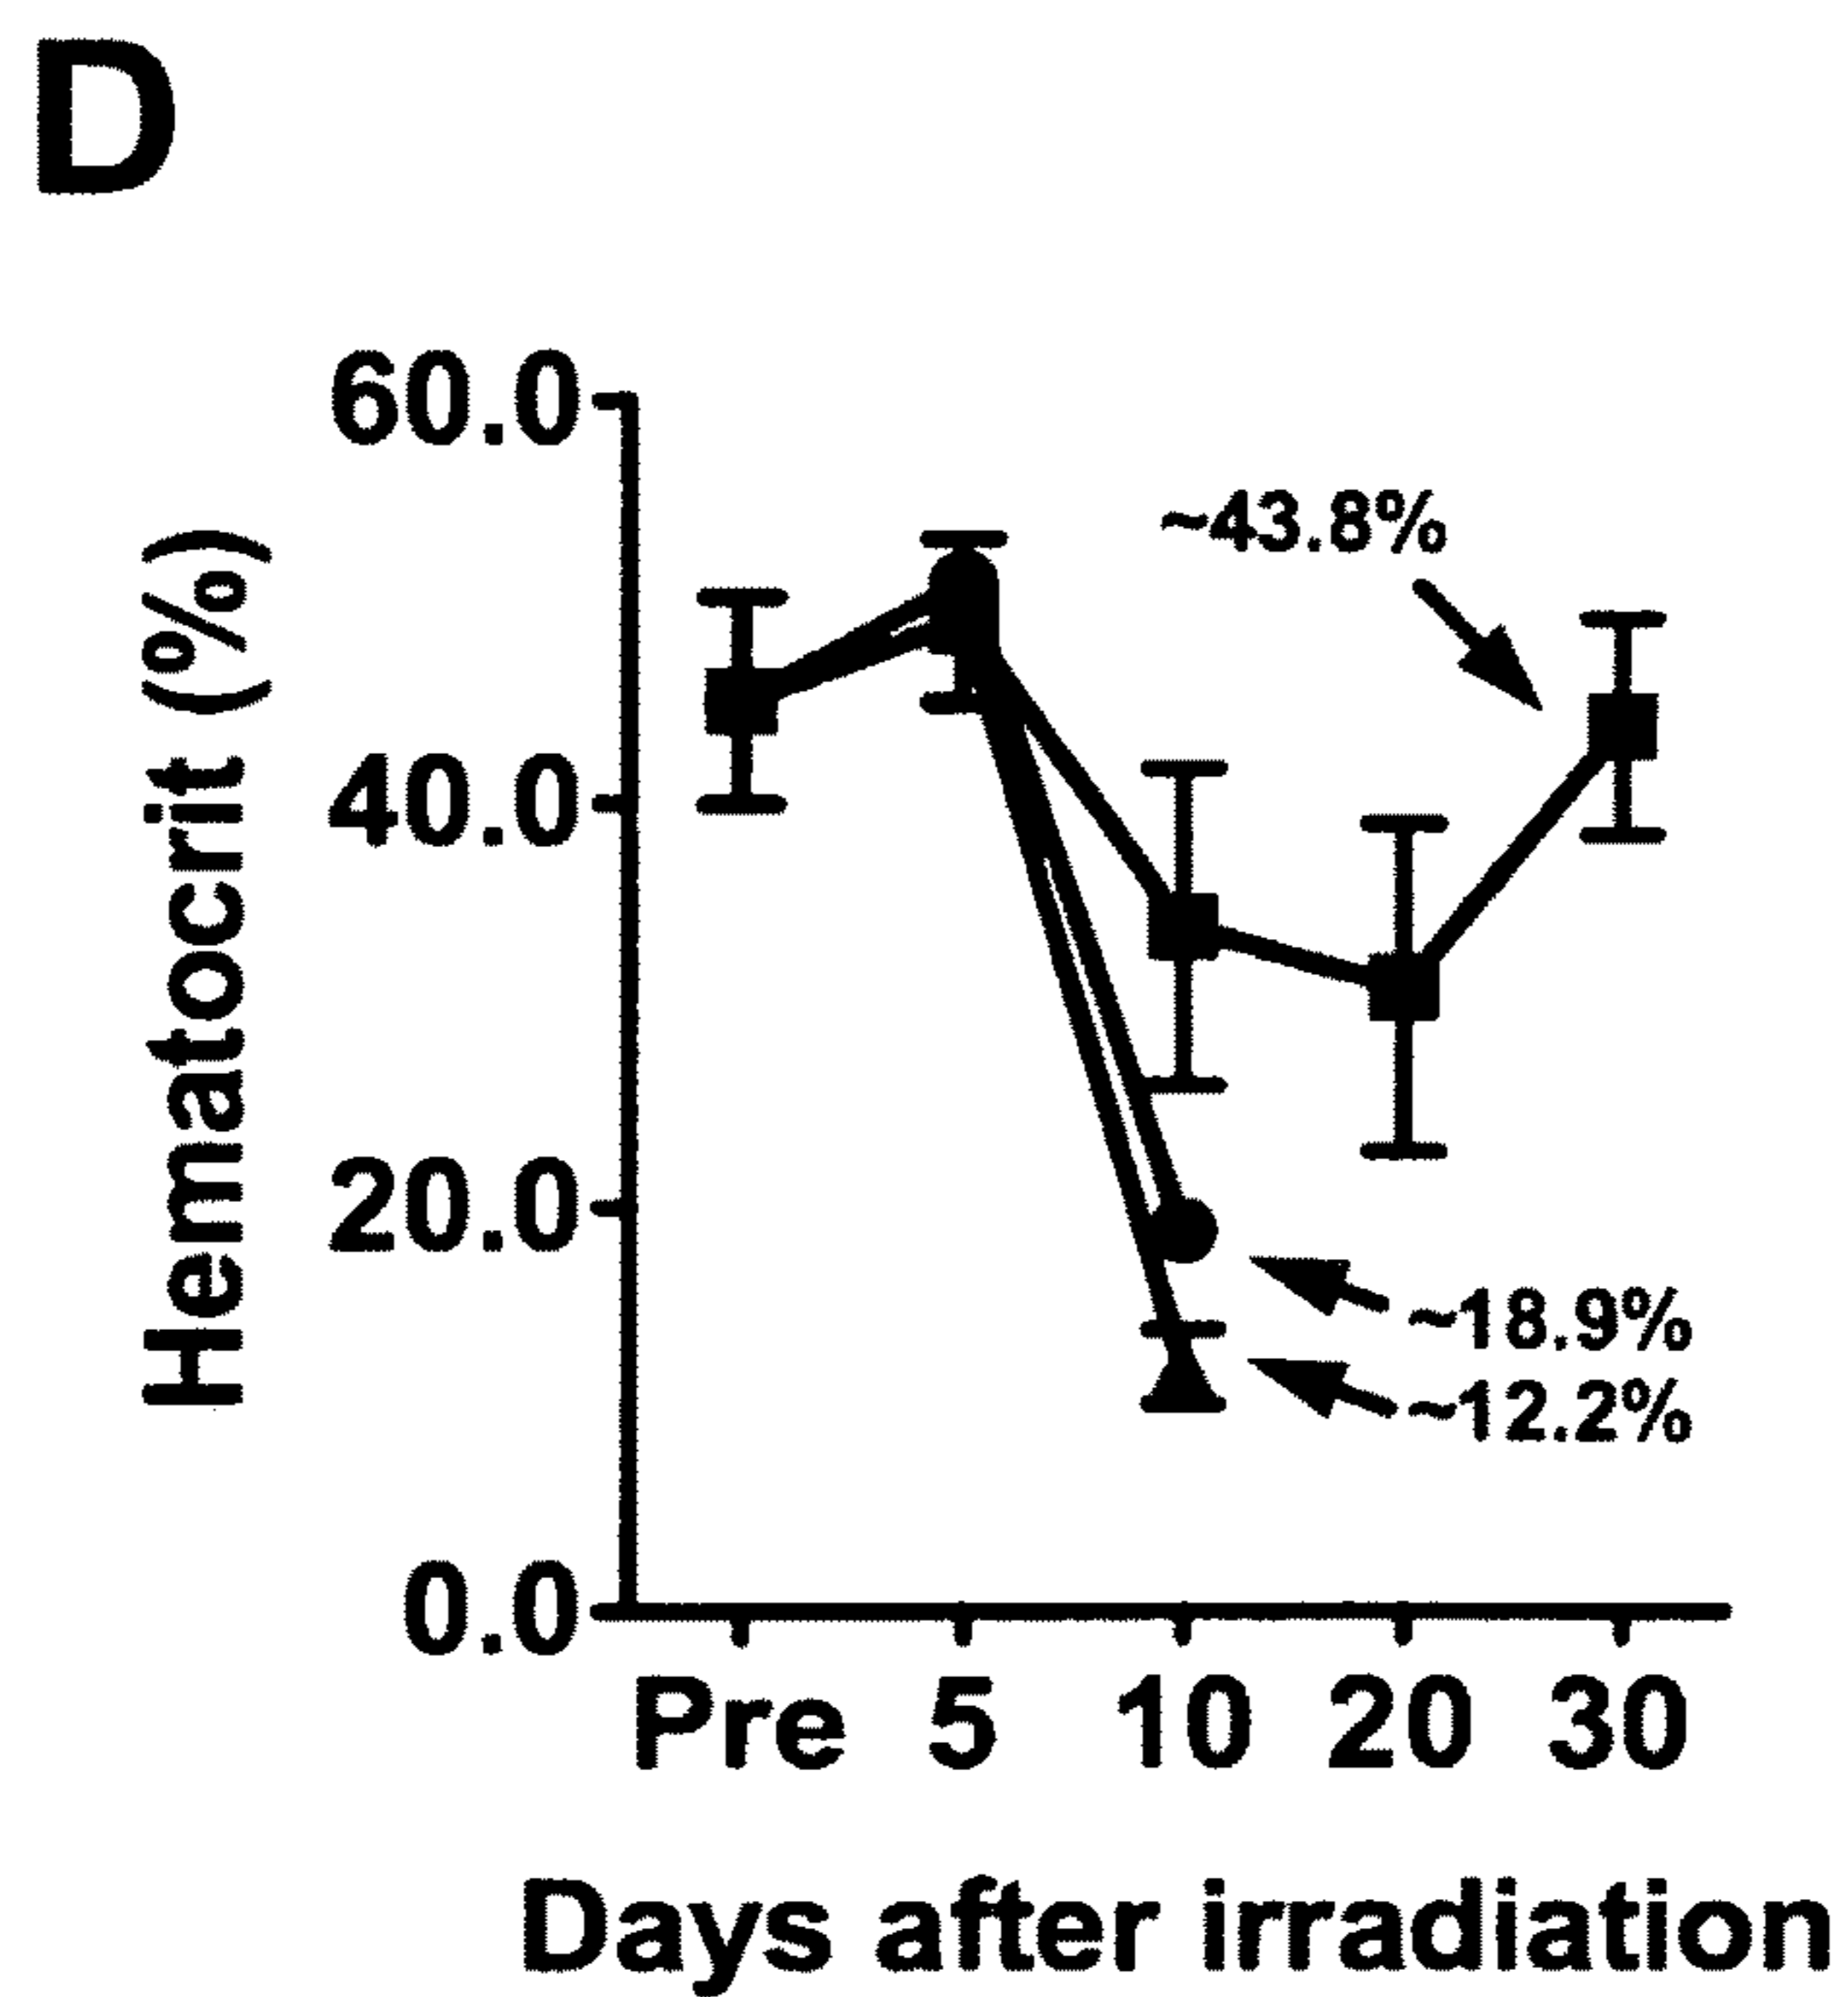 D
60.0
40.0
20.0
0.0
Hematocrit (%)
~43.8%
~18.9%
~12.2%
Pre 5 10 20 30
Days after irradiation